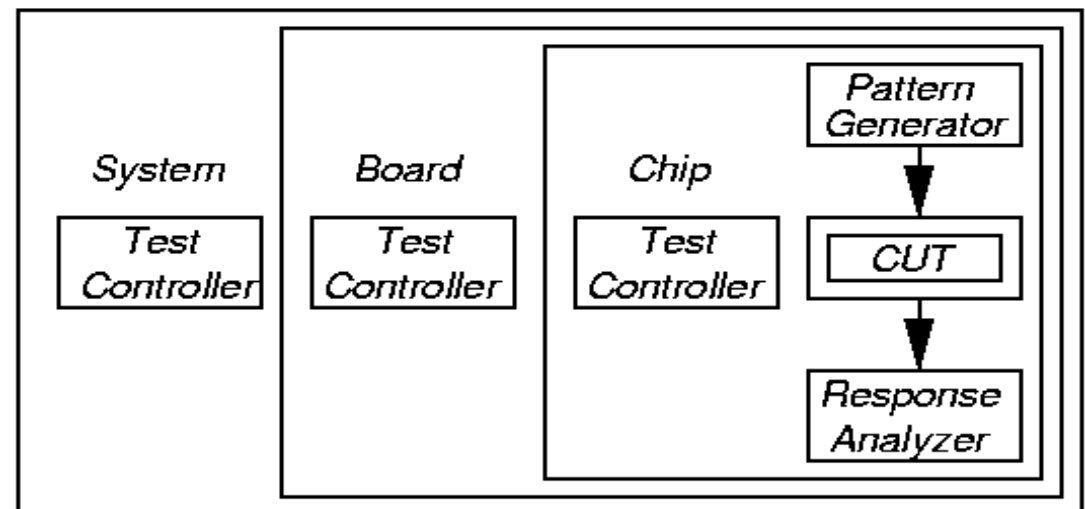 Pattern
Generator
System
Board
Chip
Test
Controller
Test
Controller
Test
Controller
CUT
Response
Analyzer